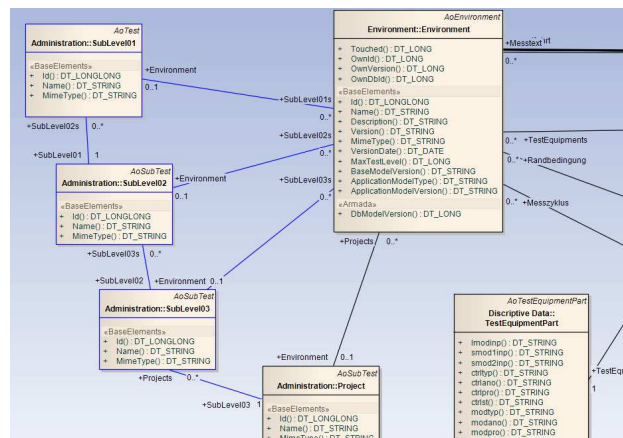 AoTest
Administration::SubLevel01
«BaseElements»
+ Id() : DT_LONGLONG
+ Name() : DT_STRING
+ MimeType() : DT_STRING
+Environment
0..1
+SubLevel01s
0..*
+SubLevel02s 0..*
+SubLevel01 1
AoSubTest
Administration::SubLevel02
«BaseElements»
+ Id() : DT_LONGLONG
+ Name() : DT_STRING
+ MimeType() : DT_STRING
+Environment
0..1
+SubLevel02s
0..*
+SubLevel03s 0..*
+SubLevel02
+Environment 0..1
+SubLevel03s
0..*
AoSubTest
Administration::SubLevel03
«BaseElements»
+ Id() : DT_LONGLONG
+ Name() : DT_STRING
+ MimeType() : DT_STRING
+Projects 0..*
+SubLevel03 1
+Environment 0..1
AoSubTest
Administration::Project
«BaseElements»
+ Id() : DT_LONGLONG
+ Name() : DT_STRING
+ MimeType() : DT_STRING
AoEnvironment
Environment::Environment
+ Touched() : DT_LONG
+ OwnId() : DT_LONG
+ OwnVersion() : DT_LONG
+ OwnDbId() : DT_LONG
«BaseElements»
+ Id() : DT_LONGLONG
+ Name() : DT_STRING
+ Description() : DT_STRING
+ Version() : DT_STRING
+ MimeType() : DT_STRING
+ VersionDate() : DT_DATE
+ MaxTestLevel() : DT_LONG
+ BaseModelVersion() : DT_STRING
+ ApplicationModelType() : DT_STRING
+ ApplicationModelVersion() : DT_STRING
«Armada»
+ DbModelVersion() : DT_LONG
+Projects 0..*
+Messtext
0..*
0..* +TestEquipments
0..* +Randbedingung
0..* +Messzyklus
AoTestEquipmentPart
Discriptive Data::
TestEquipmentPart
+ lmodinp() : DT_STRING
+ smod1inp() : DT_STRING
+ smod2inp() : DT_STRING
+ ctrltyp() : DT_STRING
+ ctrlano() : DT_STRING
+ ctrlpro() : DT_STRING
+ ctrlst() : DT_STRING
+ modtyp() : DT_STRING
+ modano() : DT_STRING
+ modpro() : DT_STRING
+TestEqu
1